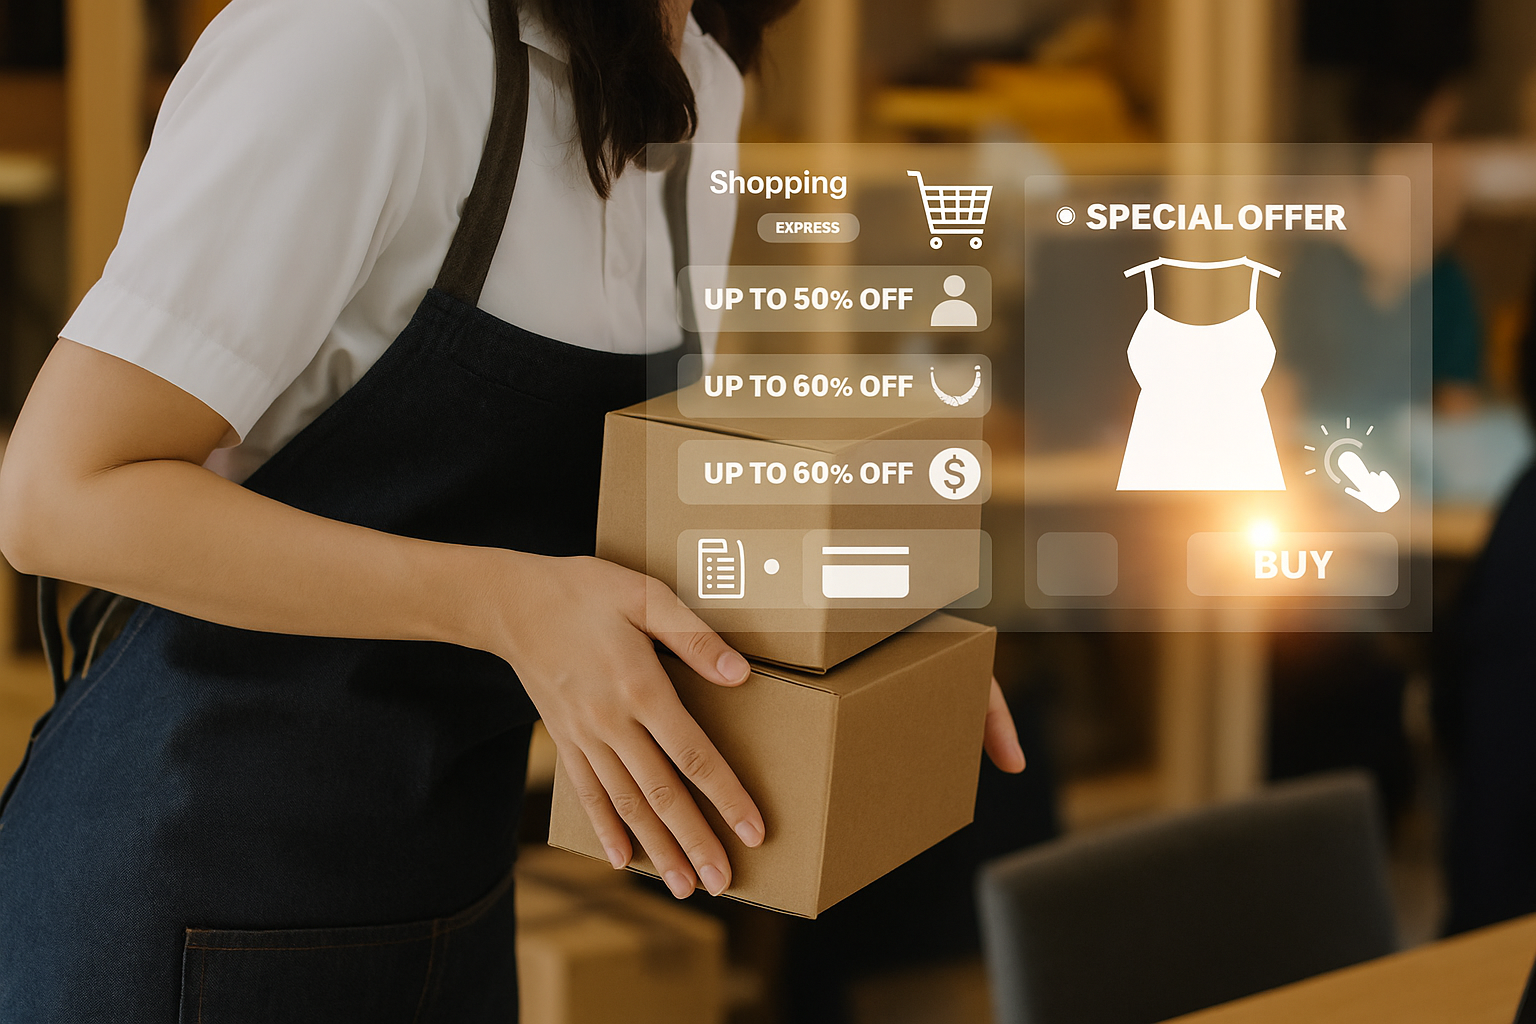 Shopping
EXPRESS
UP TO 50% OFF
UP TO 60% OFF
UP TO 60% OFF
$
SPECIAL OFFER
BUY